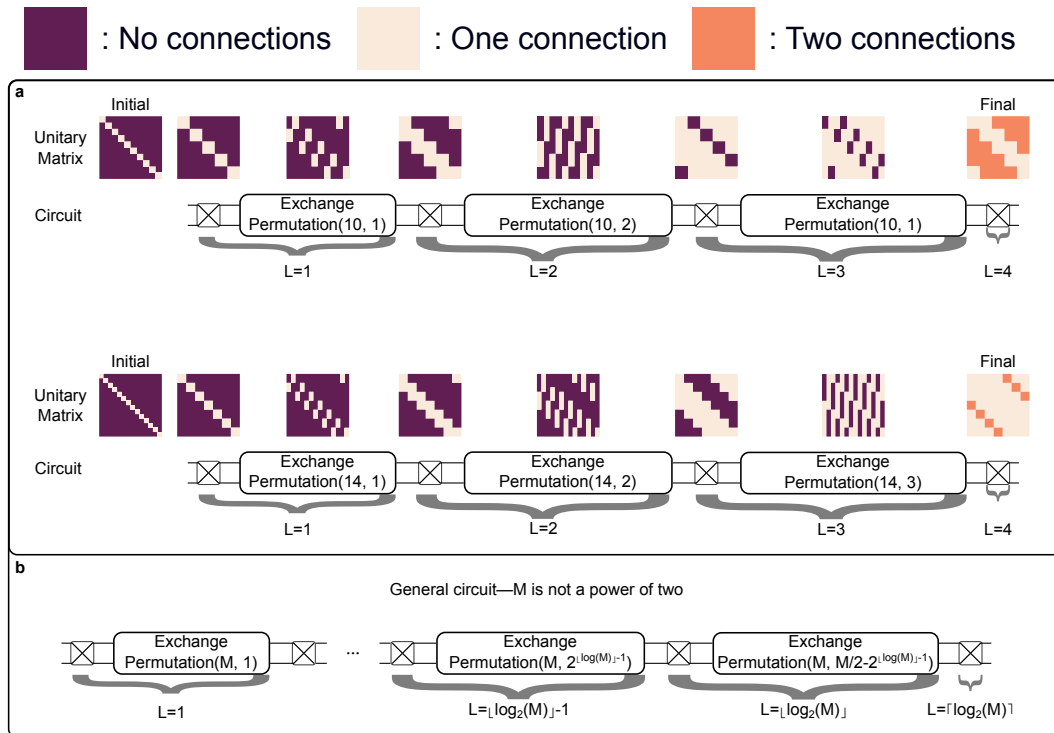 : No connections : One connection : Two connections
a
Initial Final
Unitary
Matrix
Circuit
Exchange
Permutation(10, 1)
Exchange
Permutation(10, 2)
Exchange
Permutation(10, 1)
L=1 L=2 L=3 L=4
Initial Final
Unitary
Matrix
Circuit
Exchange
Permutation(14, 1)
Exchange
Permutation(14, 2)
Exchange
Permutation(14, 3)
L=1 L=2 L=3 L=4
b
General circuit—M is not a power of two
Exchange
Permutation(M, 1)
...
Exchange
Permutation(M, 2^⌊log(M)⌋-1)
Exchange
Permutation(M, M/2-2^⌊log(M)⌋-1)
L=1 L=⌊log₂(M)⌋-1 L=⌊log₂(M)⌋ L=⌈log₂(M)⌉